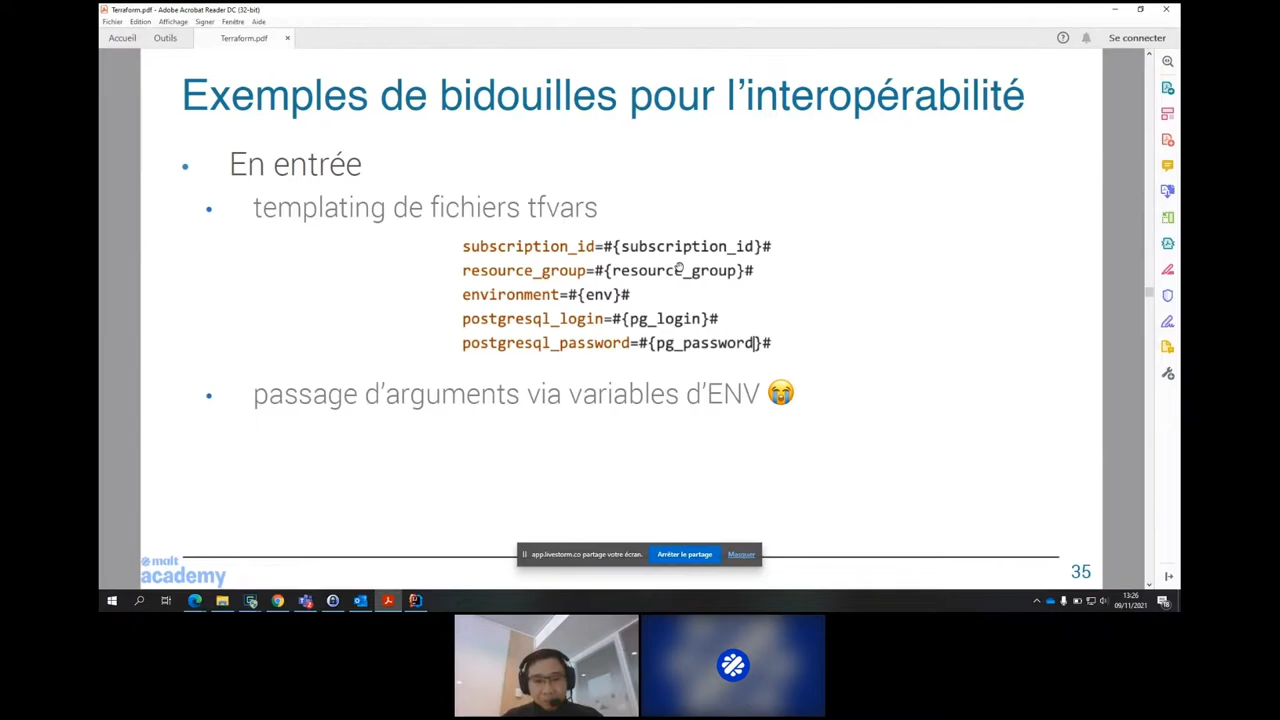 Terraform.pdf - Adobe Acrobat Reader DC (32-bit)
Fichier Edition Affichage Signer Fenêtre Aide
Accueil Outils Terraform.pdf × Se connecter
Exemples de bidouilles pour l'interopérabilité
• En entrée
• templating de fichiers tfvars
subscription_id=#{subscription_id}#
resource_group=#{resource_group}#
environment=#{env}#
postgresql_login=#{pg_login}#
postgresql_password=#{pg_password}#
• passage d'arguments via variables d'ENV 😭
app.livestorm.co partage votre écran. Arrêter le partage Masquer
malt
academy
35
13:26
09/11/2021